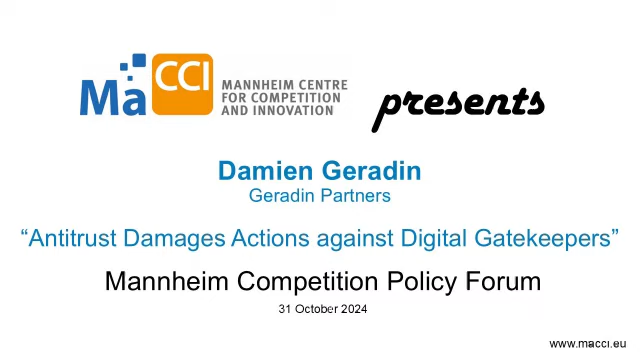 MaCCI
MANNHEIM CENTRE
FOR COMPETITION
AND INNOVATION
presents
Damien Geradin
Geradin Partners
“Antitrust Damages Actions against Digital Gatekeepers”
Mannheim Competition Policy Forum
31 October 2024
www.macci.eu